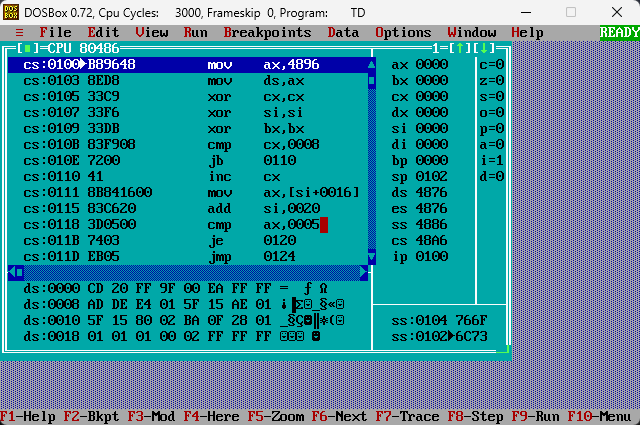 DOSBox 0.72, Cpu Cycles: 3000, Frameskip 0, Program: TD
≡ File Edit View Run Breakpoints Data Options Window Help READY
[■]=CPU 80486 1=[↑][↓]
cs:0100►B89648 mov ax,4896 ax 0000 c=0
cs:0103 8ED8 mov ds,ax bx 0000 z=0
cs:0105 33C9 xor cx,cx cx 0000 s=0
cs:0107 33F6 xor si,si dx 0000 o=0
cs:0109 33DB xor bx,bx si 0000 p=0
cs:010B 83F908 cmp cx,0008 di 0000 a=0
cs:010E 7200 jb 0110 bp 0000 i=1
cs:0110 41 inc cx sp 0102 d=0
cs:0111 8B841600 mov ax,[si+0016] ds 4876
cs:0115 83C620 add si,0020 es 4876
cs:0118 3D0500 cmp ax,0005 ss 4886
cs:011B 7403 je 0120 cs 48A6
cs:011D EB05 jmp 0124 ip 0100
ds:0000 CD 20 FF 9F 00 EA FF FF = ƒ Ω
ds:0008 AD DE E4 01 5F 15 AE 01 ¡▐Σ☺_§«☺
ds:0010 5F 15 80 02 BA 0F 28 01 _§Ç☻║☼(☺ ss:0104 766F
ds:0018 01 01 01 00 02 FF FF FF ☺☺☺ ☻ ss:0102►6C73
F1-Help F2-Bkpt F3-Mod F4-Here F5-Zoom F6-Next F7-Trace F8-Step F9-Run F10-Menu